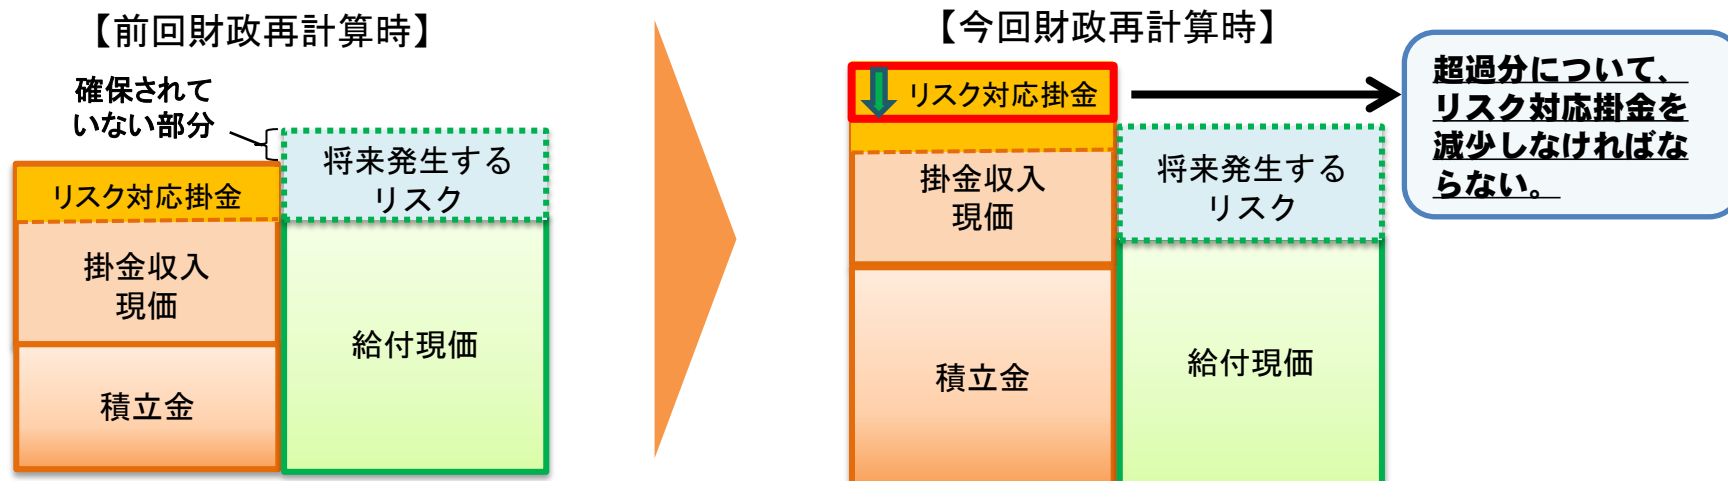 【前回財政再計算時】
確保されて
いない部分
リスク対応掛金
掛金収入
現価
積立金
将来発生する
リスク
給付現価
【今回財政再計算時】
リスク対応掛金
掛金収入
現価
積立金
将来発生する
リスク
給付現価
超過分について、
リスク対応掛金を
減少しなければな
らない。